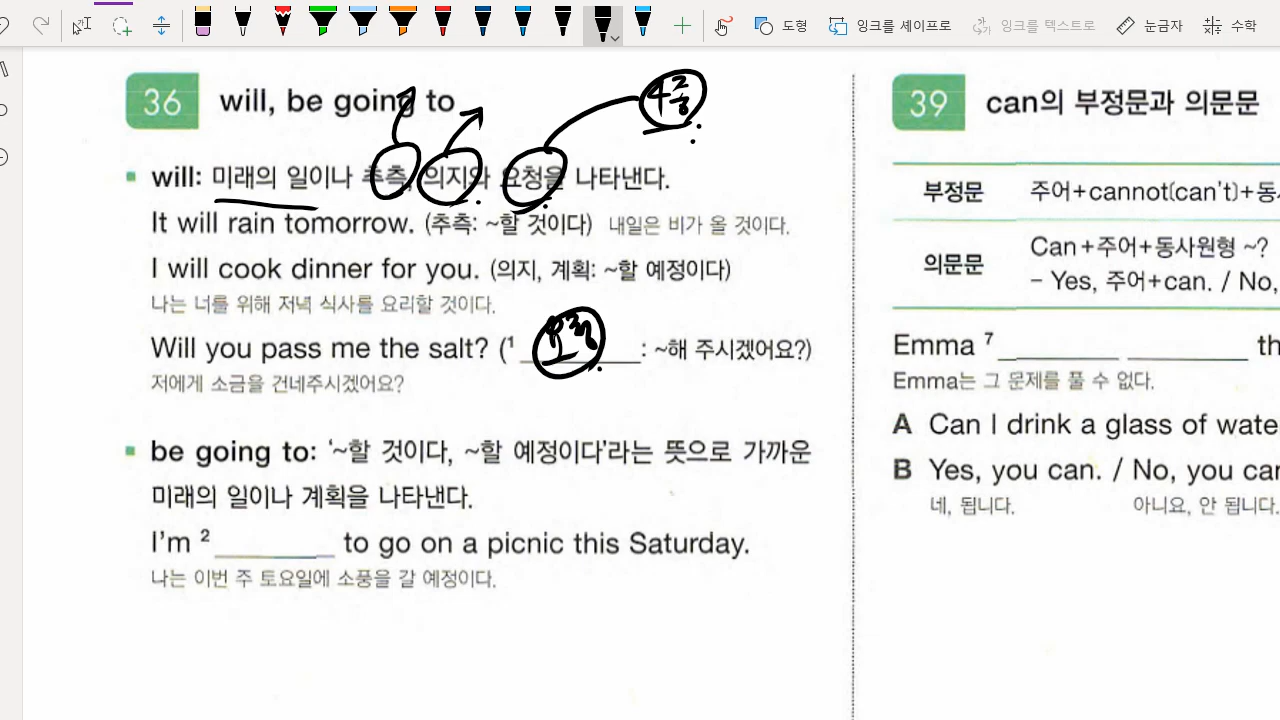 도형
잉크를 셰이프로
잉크를 텍스트로
눈금자
수학
36 will, be going to
will: 미래의 일이나 추측, 의지와 요청을 나타낸다.
It will rain tomorrow. (추측: ~할 것이다) 내일은 비가 올 것이다.
I will cook dinner for you. (의지, 계획: ~할 예정이다)
나는 너를 위해 저녁 식사를 요리할 것이다.
Will you pass me the salt? (¹ 요청 : ~해 주시겠어요?)
저에게 소금을 건네주시겠어요?
be going to: ‘~할 것이다, ~할 예정이다’라는 뜻으로 가까운
미래의 일이나 계획을 나타낸다.
I’m ² ________ to go on a picnic this Saturday.
나는 이번 주 토요일에 소풍을 갈 예정이다.
39 can의 부정문과 의문문
부정문 주어+cannot(can’t)+동
의문문 Can+주어+동사원형 ~?
– Yes, 주어+can. / No,
Emma ⁷ ________ ________ th
Emma는 그 문제를 풀 수 없다.
A Can I drink a glass of wate
B Yes, you can. / No, you can
네, 됩니다. 아니요, 안 됩니다.